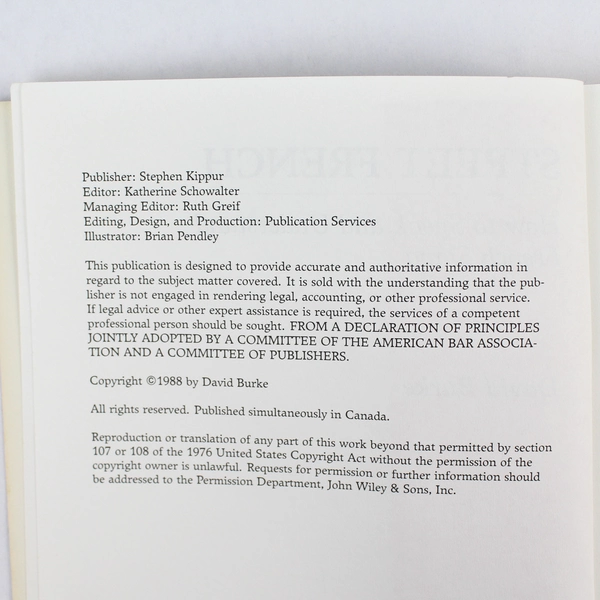 Publisher: Stephen Kippur
Editor: Katherine Schowalter
Managing Editor: Ruth Greif
Editing, Design, and Production: Publication Services
Illustrator: Brian Pendley
This publication is designed to provide accurate and authoritative information in
regard to the subject matter covered. It is sold with the understanding that the pub-
lisher is not engaged in rendering legal, accounting, or other professional service.
If legal advice or other expert assistance is required, the services of a competent
professional person should be sought. FROM A DECLARATION OF PRINCIPLES
JOINTLY ADOPTED BY A COMMITTEE OF THE AMERICAN BAR ASSOCIA-
TION AND A COMMITTEE OF PUBLISHERS.
Copyright ©1988 by David Burke
All rights reserved. Published simultaneously in Canada.
Reproduction or translation of any part of this work beyond that permitted by section
107 or 108 of the 1976 United States Copyright Act without the permission of the
copyright owner is unlawful. Requests for permission or further information should
be addressed to the Permission Department, John Wiley & Sons, Inc.